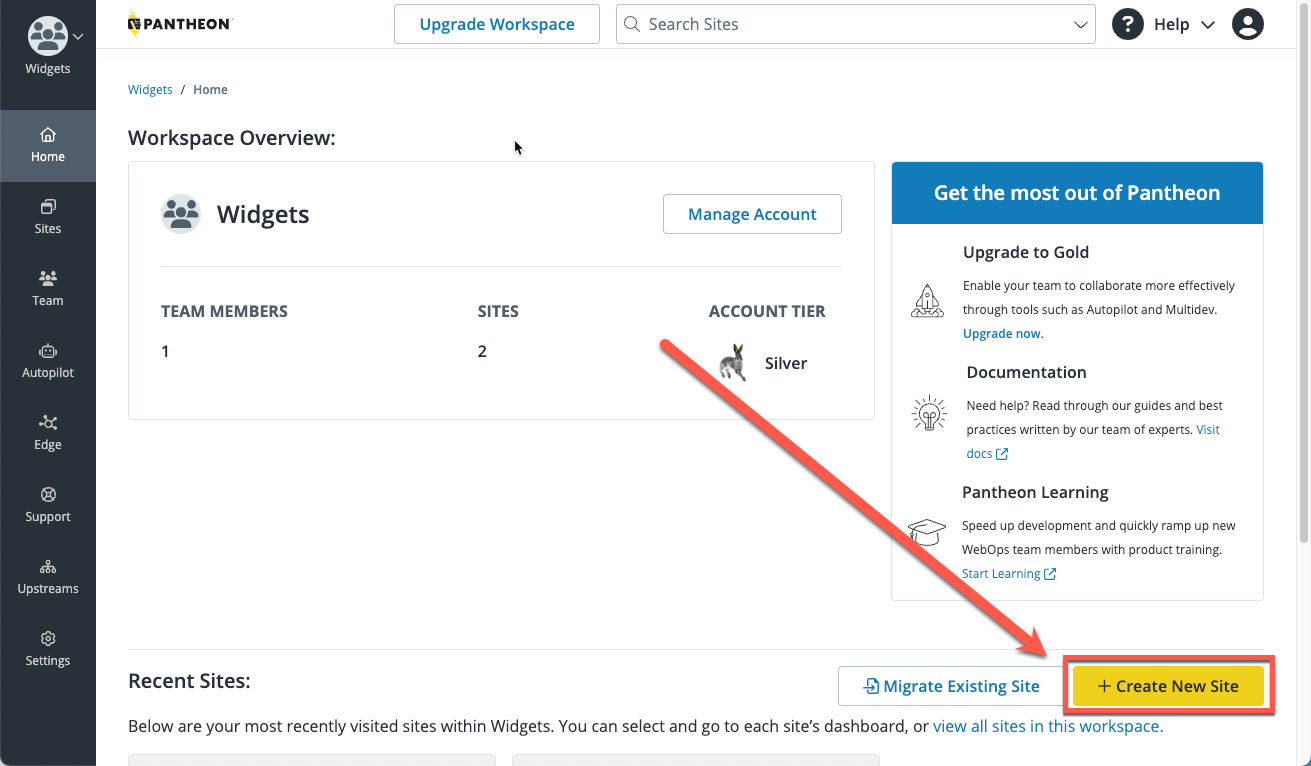 Widgets
Home
Sites
Team
Autopilot
Edge
Support
Upstreams
Settings
PANTHEON
Upgrade Workspace
Search Sites
? Help
Widgets / Home
Workspace Overview:
Widgets
Manage Account
TEAM MEMBERS SITES ACCOUNT TIER
1 2 Silver
Get the most out of Pantheon
Upgrade to Gold
Enable your team to collaborate more effectively
through tools such as Autopilot and Multidev.
Upgrade now.
Documentation
Need help? Read through our guides and best
practices written by our team of experts. Visit
docs
Pantheon Learning
Speed up development and quickly ramp up new
WebOps team members with product training.
Start Learning
Recent Sites:
Migrate Existing Site
+ Create New Site
Below are your most recently visited sites within Widgets. You can select and go to each site’s dashboard, or view all sites in this workspace.